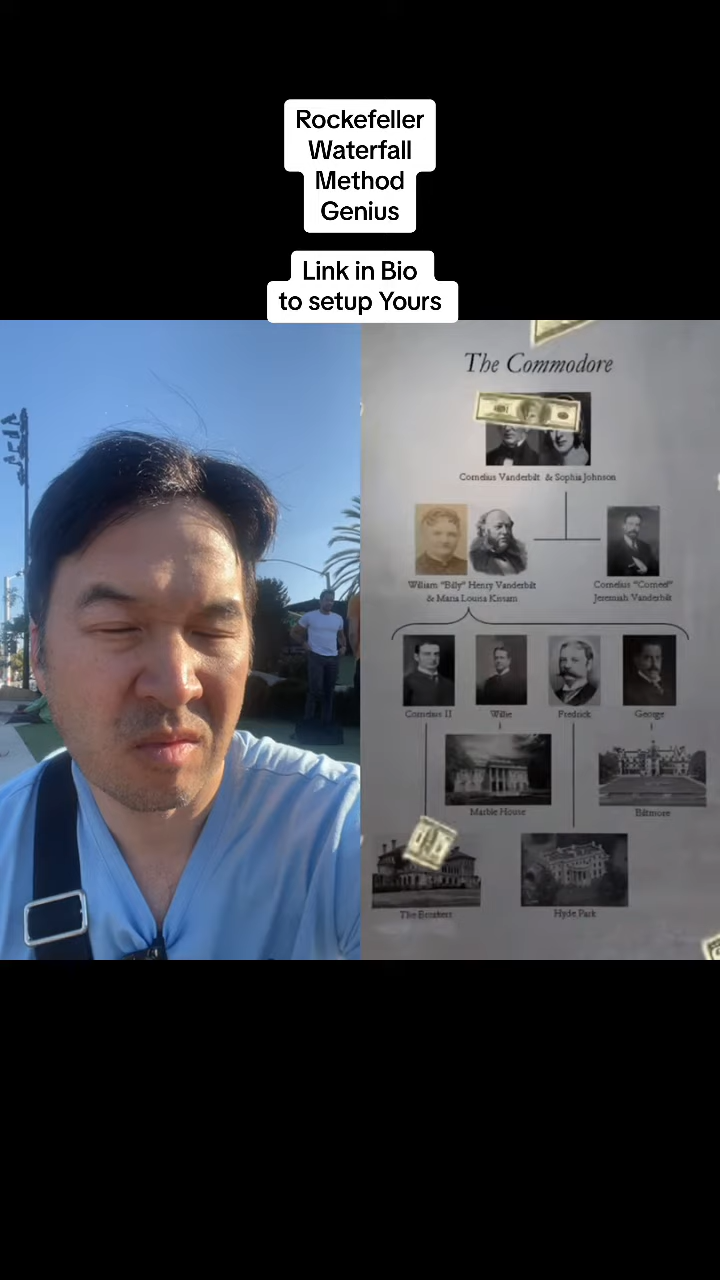 Rockefeller
Waterfall
Method
Genius
Link in Bio
to setup Yours
The Commodore
Cornelius Vanderbilt & Sophia Johnson
William "Billy" Henry Vanderbilt
& Maria Louisa Kissam
Cornelius "Corneel"
Jeremiah Vanderbilt
Cornelius II
Willie
Fredrick
George
Marble House
Biltmore
The Breakers
Hyde Park